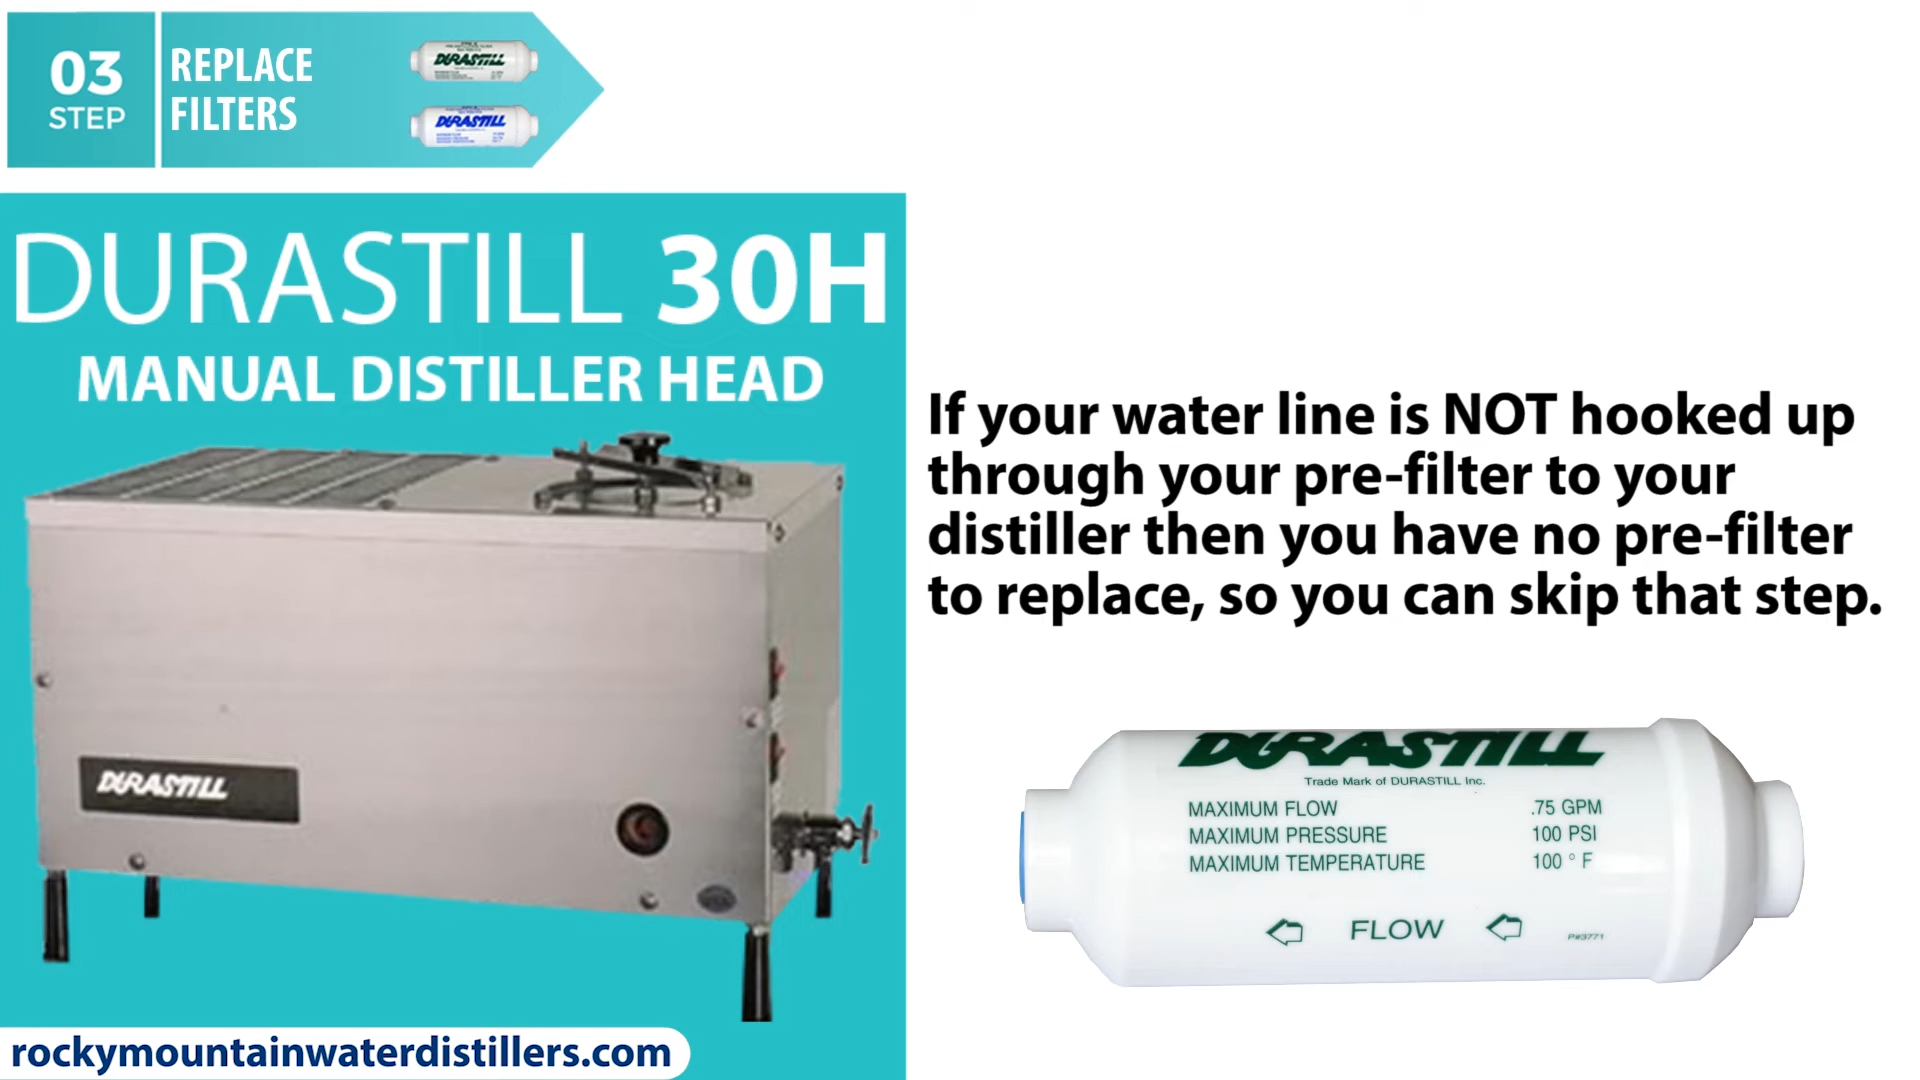 03
STEP
REPLACE
FILTERS
DURASTILL
DURASTILL
DURASTILL 30H
MANUAL DISTILLER HEAD
If your water line is NOT hooked up
through your pre-filter to your
distiller then you have no pre-filter
to replace, so you can skip that step.
DURASTILL
DURASTILL
Trade Mark of DURASTILL Inc.
MAXIMUM FLOW .75 GPM
MAXIMUM PRESSURE 100 PSI
MAXIMUM TEMPERATURE 100 ° F
FLOW
P#3771
rockymountainwaterdistillers.com